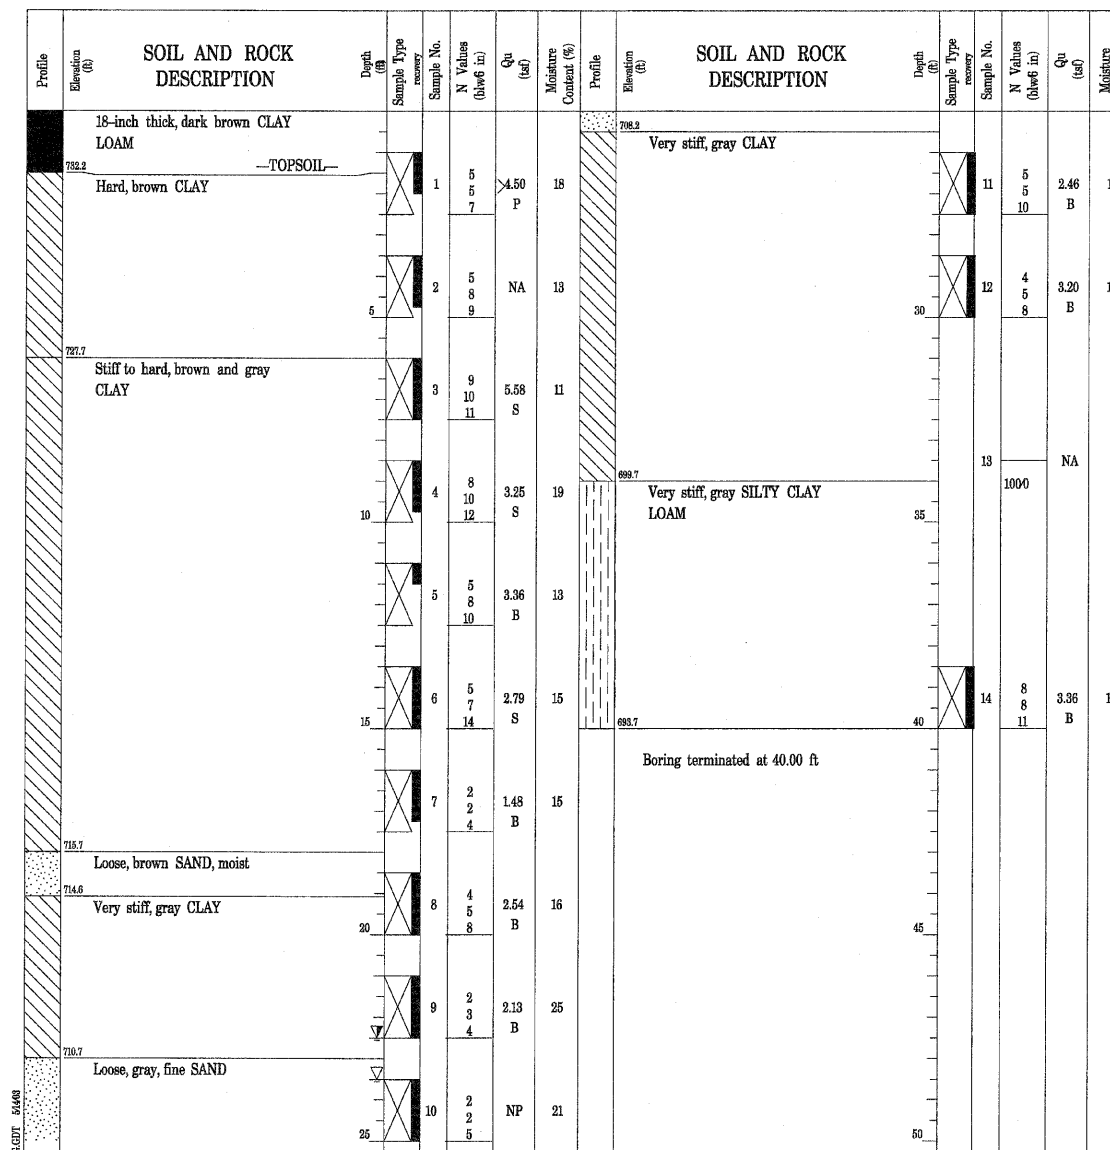 Profile
Elevation
(ft)
SOIL AND ROCK
DESCRIPTION
Depth
(ft)
Sample Type
recovery
Sample No.
N Values
(blw/6 in)
Qu
(tsf)
Moisture
Content (%)
18-inch thick, dark brown CLAY
LOAM
732.2
—TOPSOIL—
Hard, brown CLAY
1
5
5
7
>4.50
P
18
2
5
8
9
NA
13
5
727.7
Stiff to hard, brown and gray
CLAY
3
9
10
11
5.58
S
11
4
8
10
12
3.25
S
19
10
5
5
8
10
3.36
B
13
6
5
7
14
2.79
S
15
15
7
2
2
4
1.48
B
15
715.7
Loose, brown SAND, moist
714.6
Very stiff, gray CLAY
8
4
5
8
2.54
B
16
20
9
2
3
4
2.13
B
25
710.7
Loose, gray, fine SAND
10
2
2
5
NP
21
25
Profile
Elevation
(ft)
SOIL AND ROCK
DESCRIPTION
Depth
(ft)
Sample Type
recovery
Sample No.
N Values
(blw/6 in)
Qu
(tsf)
Moisture
708.2
Very stiff, gray CLAY
11
5
5
10
2.46
B
1
12
4
5
8
3.20
B
1
30
13
NA
699.7
100/0
Very stiff, gray SILTY CLAY
LOAM
35
14
8
8
11
3.36
B
1
693.7
40
Boring terminated at 40.00 ft
45
50